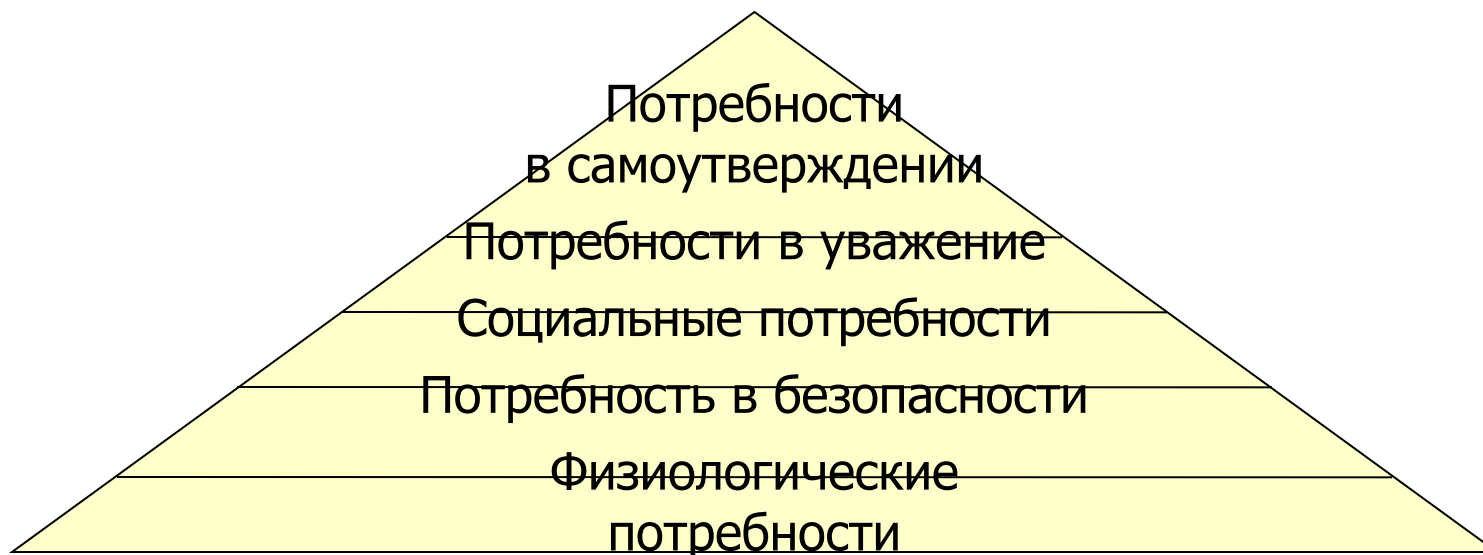 Потребности
в самоутверждении
Потребности в уважение
Социальные потребности
Потребность в безопасности
Физиологические
потребности